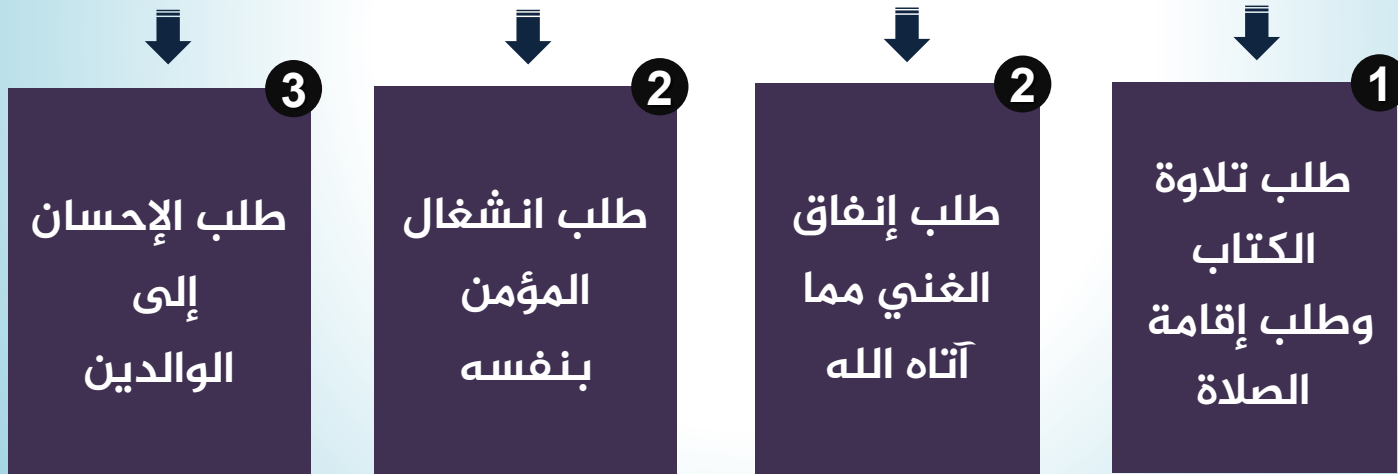 1
طلب تلاوة
الكتاب
وطلب إقامة
الصلاة
2
طلب إنفاق
الغني مما
آتاه الله
2
طلب انشغال
المؤمن
بنفسه
3
طلب الإحسان
إلى
الوالدين